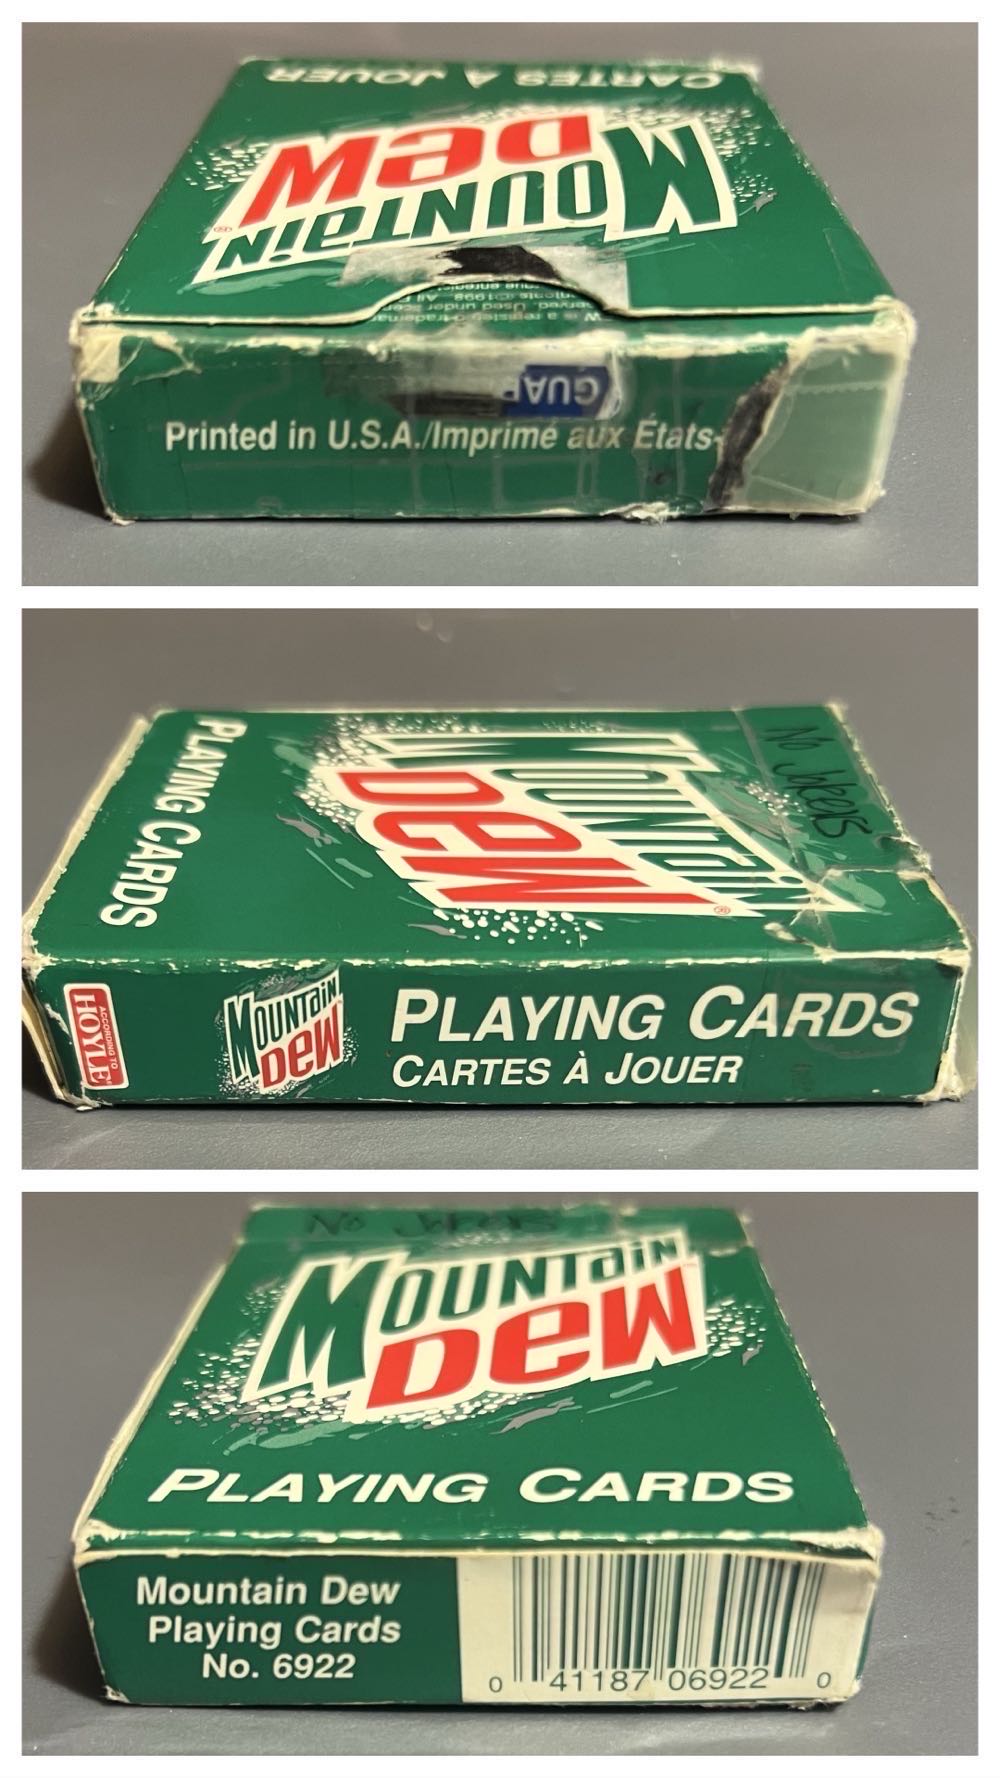 CARTES À JOUER
MOUNTAIN
DEW
®
Printed in U.S.A./Imprimé aux États-
GUAR
No Jokers
MOUNTAIN
DEW
®
PLAYING CARDS
ACCORDING TO
HOYLE
MOUNTAIN
DEW
PLAYING CARDS
CARTES À JOUER
No Jokers
MOUNTAIN
DEW
PLAYING CARDS
Mountain Dew
Playing Cards
No. 6922
0 41187 06922 0